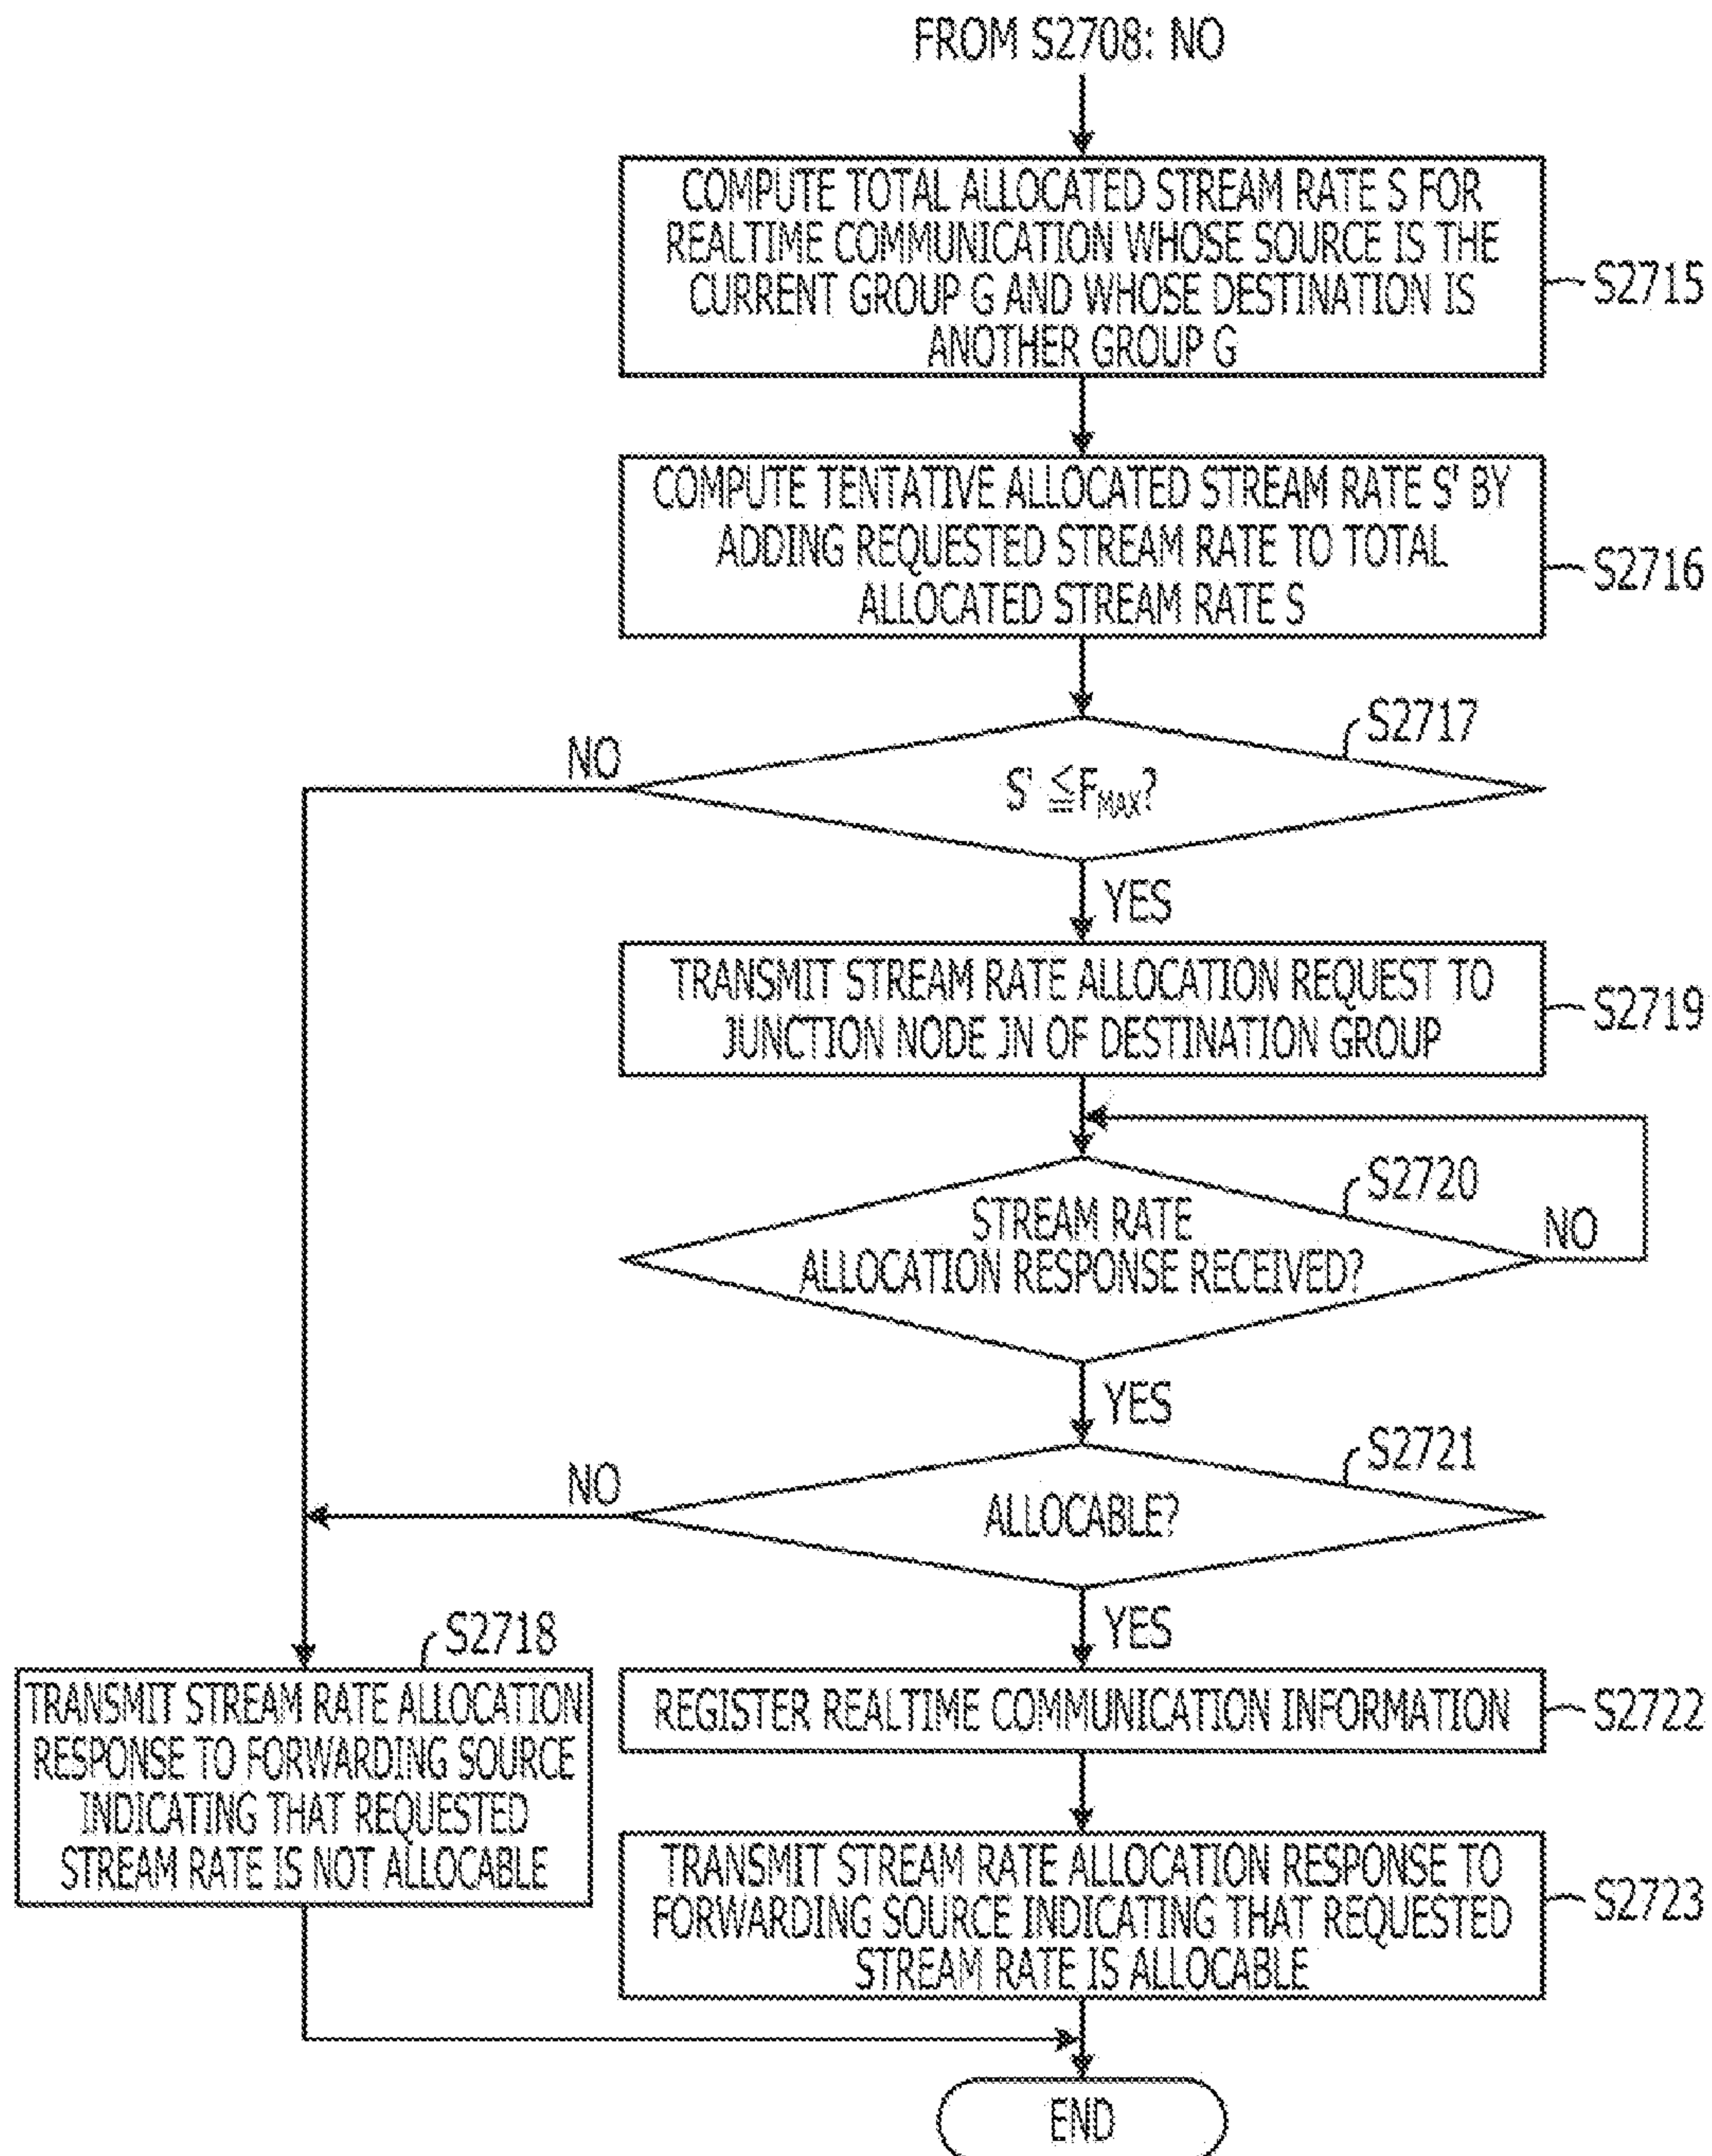 FROM S2708: NO
COMPUTE TOTAL ALLOCATED STREAM RATE S FOR
REALTIME COMMUNICATION WHOSE SOURCE IS THE
CURRENT GROUP G AND WHOSE DESTINATION IS
ANOTHER GROUP G
S2715
COMPUTE TENTATIVE ALLOCATED STREAM RATE S' BY
ADDING REQUESTED STREAM RATE TO TOTAL
ALLOCATED STREAM RATE S
S2716
S2717
NO
S' ≦FMAX?
YES
TRANSMIT STREAM RATE ALLOCATION REQUEST TO
JUNCTION NODE JN OF DESTINATION GROUP
S2719
S2720
STREAM RATE
ALLOCATION RESPONSE RECEIVED?
NO
YES
S2721
NO
ALLOCABLE?
YES
S2718
TRANSMIT STREAM RATE ALLOCATION
RESPONSE TO FORWARDING SOURCE
INDICATING THAT REQUESTED
STREAM RATE IS NOT ALLOCABLE
REGISTER REALTIME COMMUNICATION INFORMATION
S2722
TRANSMIT STREAM RATE ALLOCATION RESPONSE TO
FORWARDING SOURCE INDICATING THAT REQUESTED
STREAM RATE IS ALLOCABLE
S2723
END